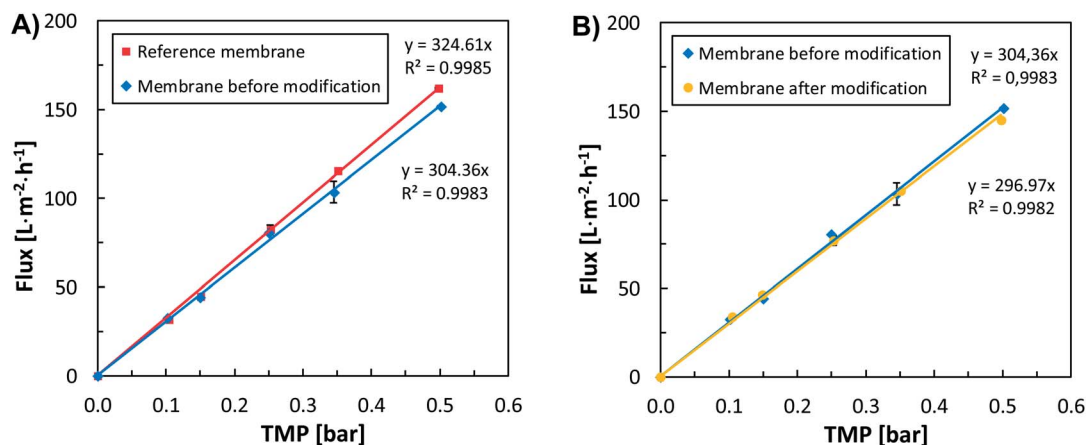 A)
Reference membrane
Membrane before modification
y = 324.61x
R² = 0.9985
y = 304.36x
R² = 0.9983
200
150
100
50
0
0.0 0.1 0.2 0.3 0.4 0.5 0.6
Flux [L·m⁻²·h⁻¹]
TMP [bar]
B)
Membrane before modification
Membrane after modification
y = 304,36x
R² = 0,9983
y = 296.97x
R² = 0.9982
200
150
100
50
0
0.0 0.1 0.2 0.3 0.4 0.5 0.6
Flux [L·m⁻²·h⁻¹]
TMP [bar]